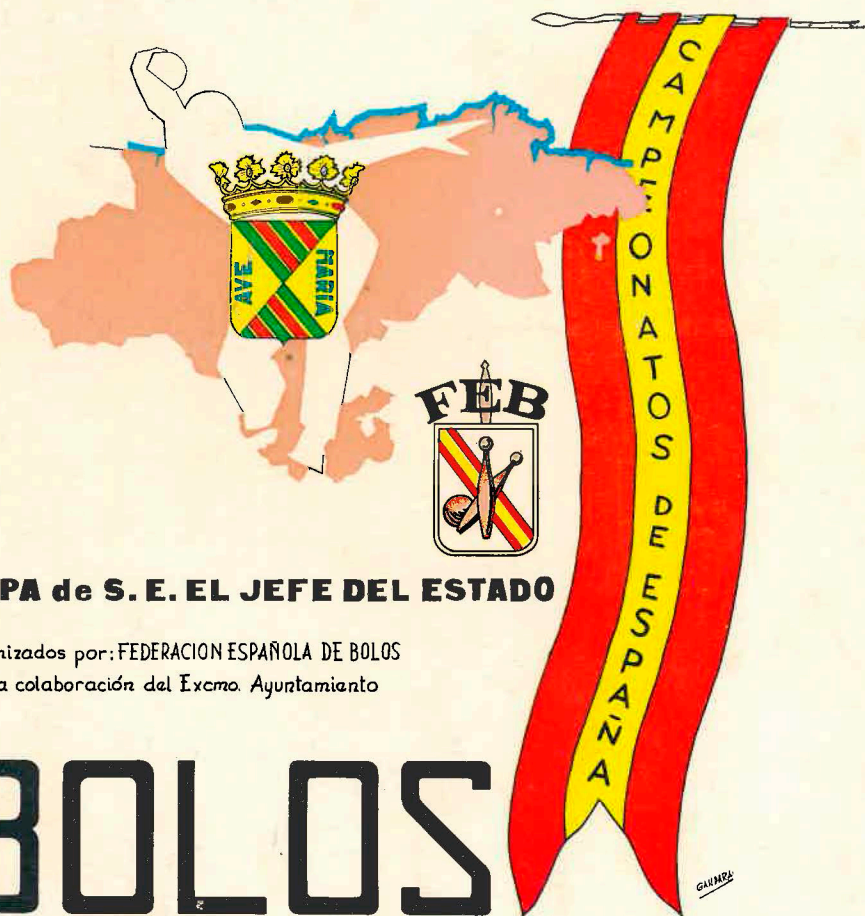 CAMPEONATOS DE ESPAÑA
AVE MARIA
FEB
PA de S. E. EL JEFE DEL ESTADO
nizados por: FEDERACION ESPAÑOLA DE BOLOS
a colaboración del Excmo. Ayuntamiento
BOLOS
GANDARA